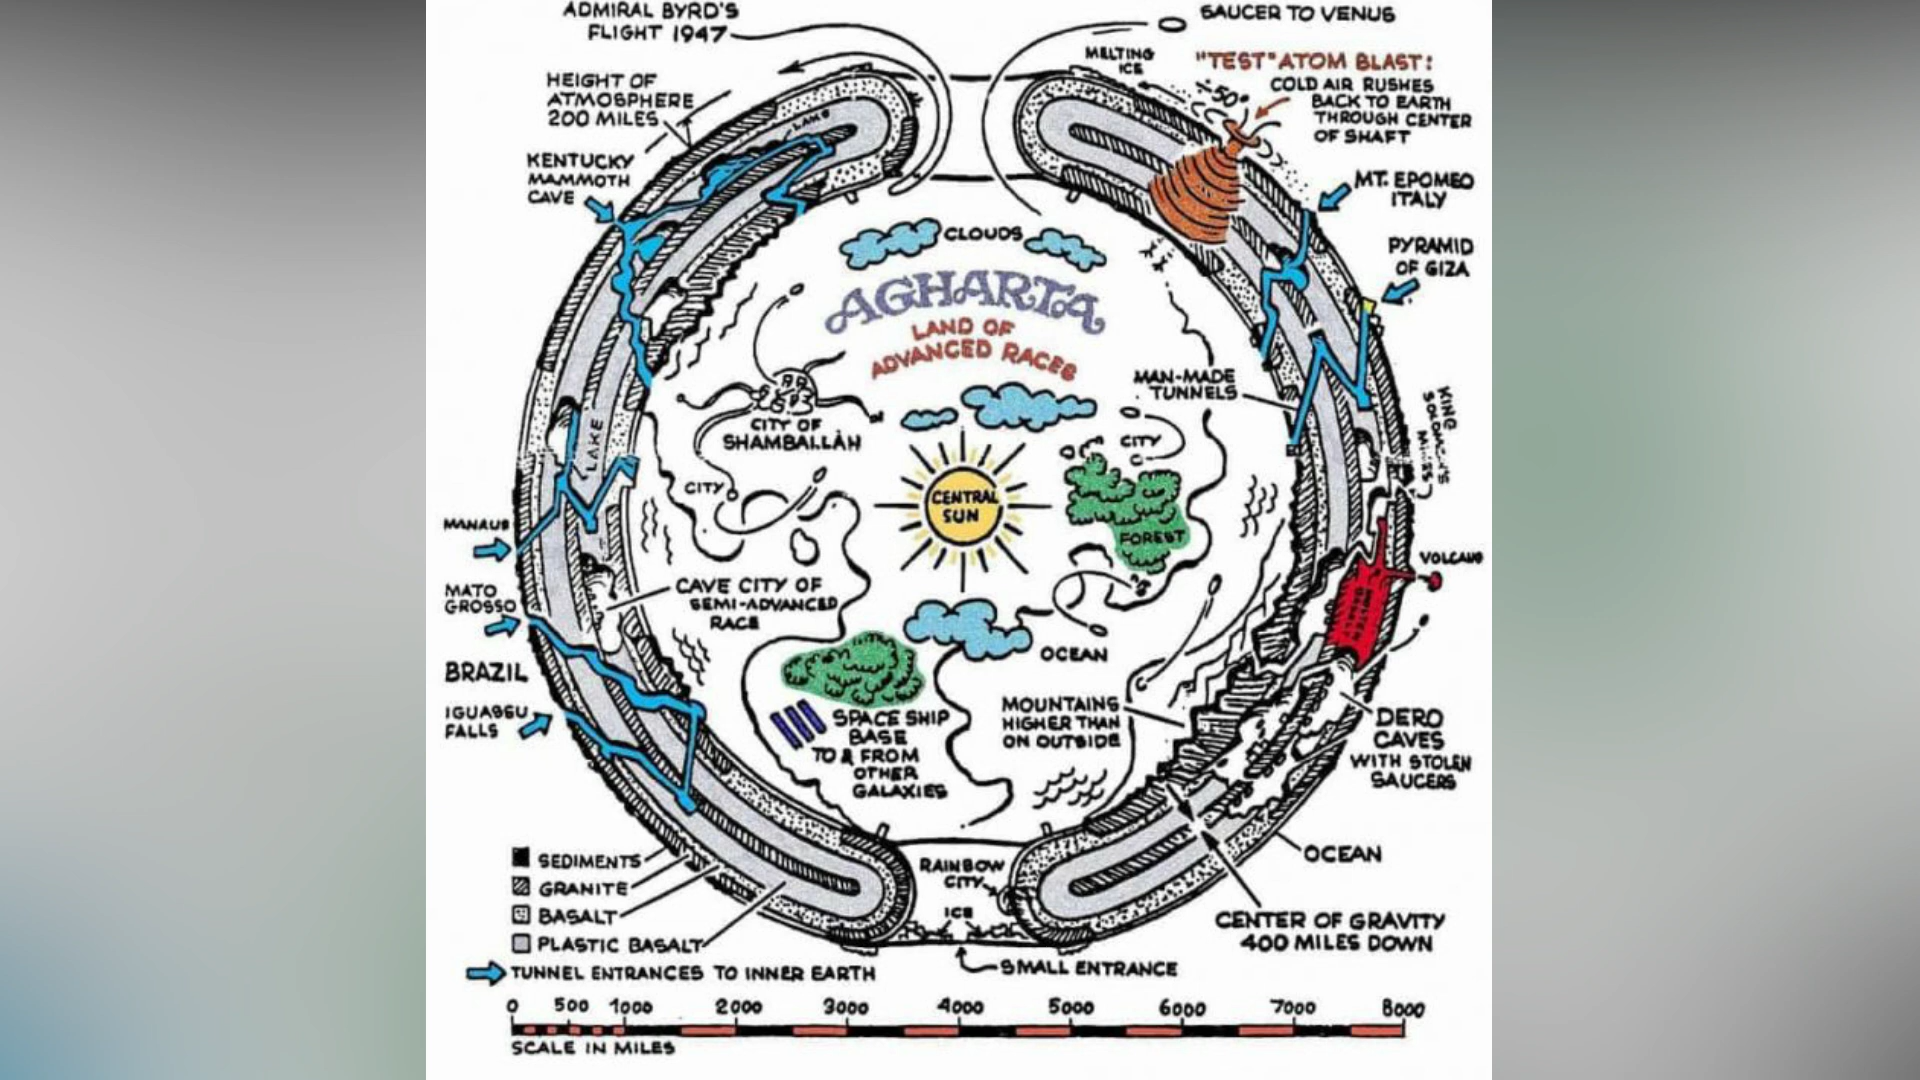 ADMIRAL BYRD'S
FLIGHT 1947
SAUCER TO VENUS
MELTING
ICE
"TEST" ATOM BLAST:
COLD AIR RUSHES
BACK TO EARTH
THROUGH CENTER
OF SHAFT
-50°
HEIGHT OF
ATMOSPHERE
200 MILES
LAKE
KENTUCKY
MAMMOTH
CAVE
MT. EPOMEO
ITALY
PYRAMID
OF GIZA
CLOUDS
AGHARTA
LAND OF
ADVANCED RACES
MAN-MADE
TUNNELS
KING
SOLOMON'S
MINES
CITY OF
SHAMBALLAH
LAKE
CITY
CITY
CENTRAL
SUN
FOREST
MANAUS
VOLCANO
MATO
GROSSO
CAVE CITY OF
SEMI-ADVANCED
RACE
BRAZIL
OCEAN
IGUASSU
FALLS
SPACE SHIP
BASE
TO & FROM
OTHER
GALAXIES
MOUNTAINS
HIGHER THAN
ON OUTSIDE
DERO
CAVES
WITH STOLEN
SAUCERS
SEDIMENTS
GRANITE
BASALT
PLASTIC BASALT
RAINBOW
CITY
ICE
OCEAN
CENTER OF GRAVITY
400 MILES DOWN
SMALL ENTRANCE
TUNNEL ENTRANCES TO INNER EARTH
0 500 1000 2000 3000 4000 5000 6000 7000 8000
SCALE IN MILES